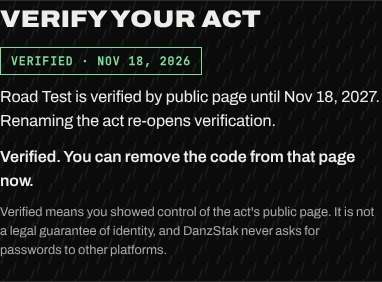 VERIFY YOUR ACT
VERIFIED · NOV 18, 2026
Road Test is verified by public page until Nov 18, 2027.
Renaming the act re-opens verification.
Verified. You can remove the code from that page
now.
Verified means you showed control of the act's public page. It is not
a legal guarantee of identity, and DanzStak never asks for
passwords to other platforms.